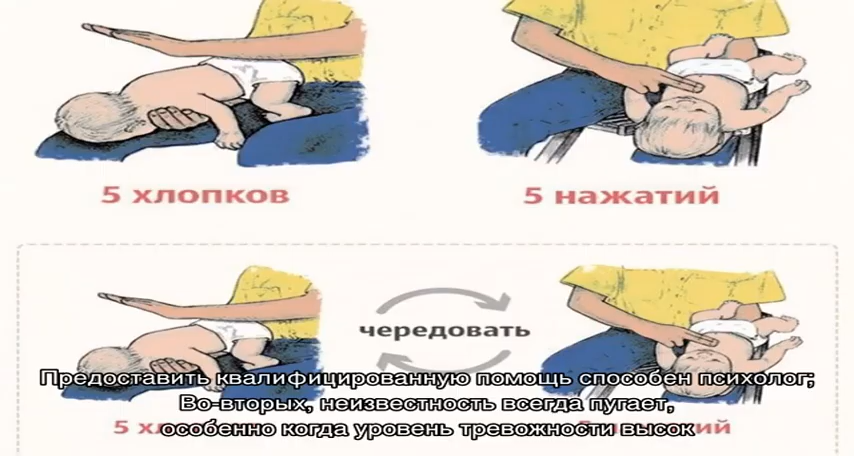 5 хлопков
5 нажатий
чередовать
Предоставить квалифицированную помощь способен психолог;
Во-вторых, неизвестность всегда пугает,
особенно когда уровень тревожности высок